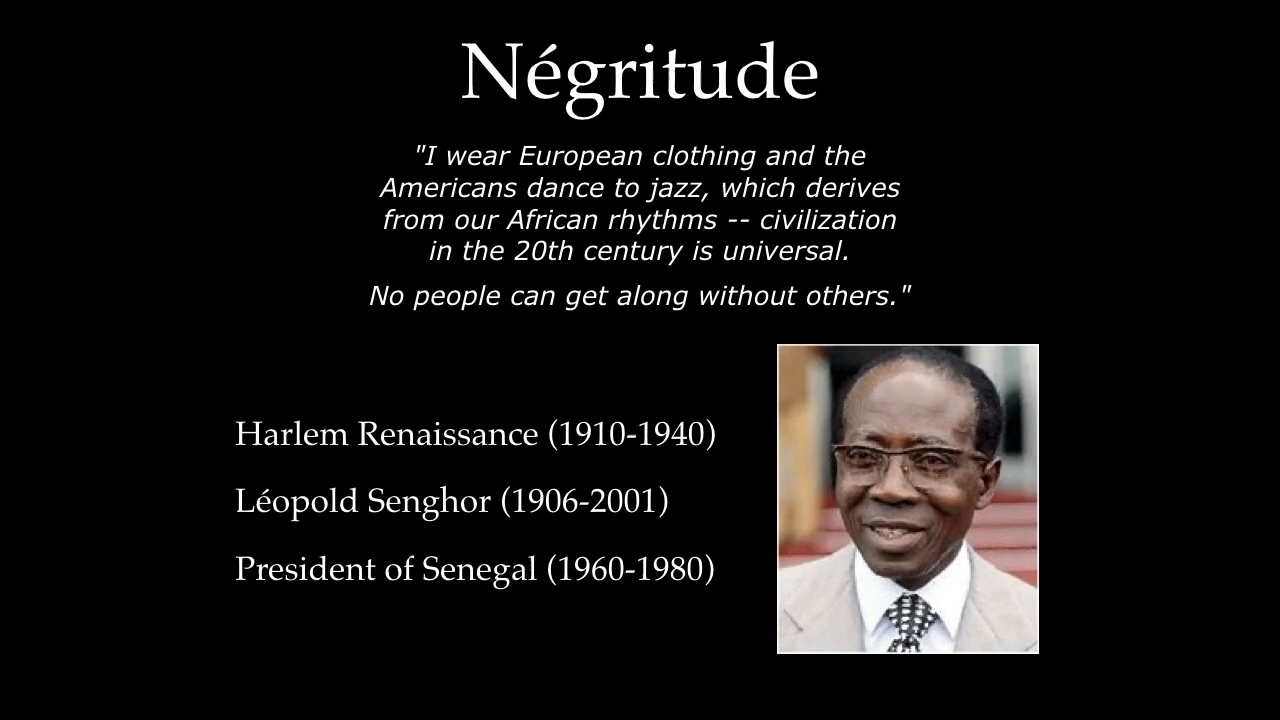 Négritude
"I wear European clothing and the
Americans dance to jazz, which derives
from our African rhythms -- civilization
in the 20th century is universal.
No people can get along without others."
Harlem Renaissance (1910-1940)
Léopold Senghor (1906-2001)
President of Senegal (1960-1980)